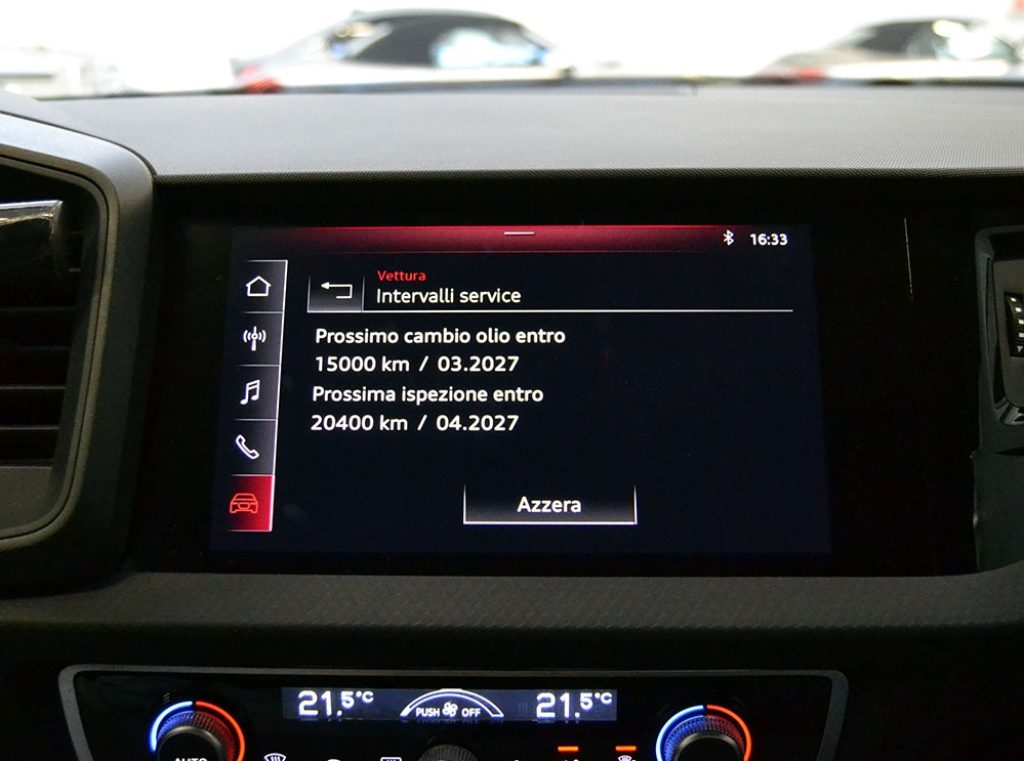 16:33
Vettura
Intervalli service
Prossimo cambio olio entro
15000 km / 03.2027
Prossima ispezione entro
20400 km / 04.2027
Azzera
21.5°C PUSH OFF 21.5°C
AUTO